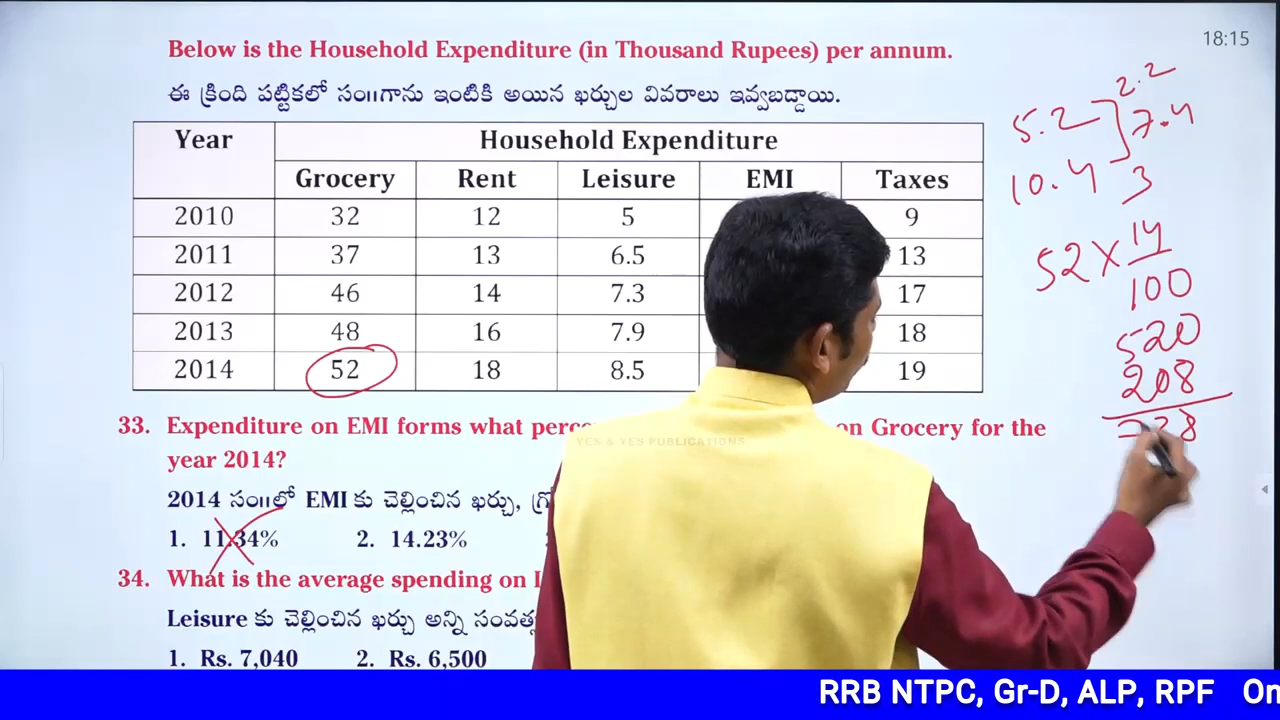 18:15
Below is the Household Expenditure (in Thousand Rupees) per annum.
ఈ క్రింది పట్టికలో సంIIగాను ఇంటికి అయిన ఖర్చుల వివరాలు ఇవ్వబడ్డాయి.
Year Household Expenditure
Grocery Rent Leisure EMI Taxes
2010 32 12 5 9
2011 37 13 6.5 13
2012 46 14 7.3 17
2013 48 16 7.9 18
2014 52 18 8.5 19
2.2
5.2 7.4
10.4 3
52 × 14
100
520
208
728
33. Expenditure on EMI forms what on Grocery for the
year 2014?
YES & YES PUBLICATIONS
2014 సంIIలో EMI కు చెల్లించిన ఖర్చు,
1. 11.34% 2. 14.23%
34. What is the average spending on
Leisure కు చెల్లించిన ఖర్చు అన్ని
1. Rs. 7,040 2. Rs. 6,500
RRB NTPC, Gr-D, ALP, RPF On